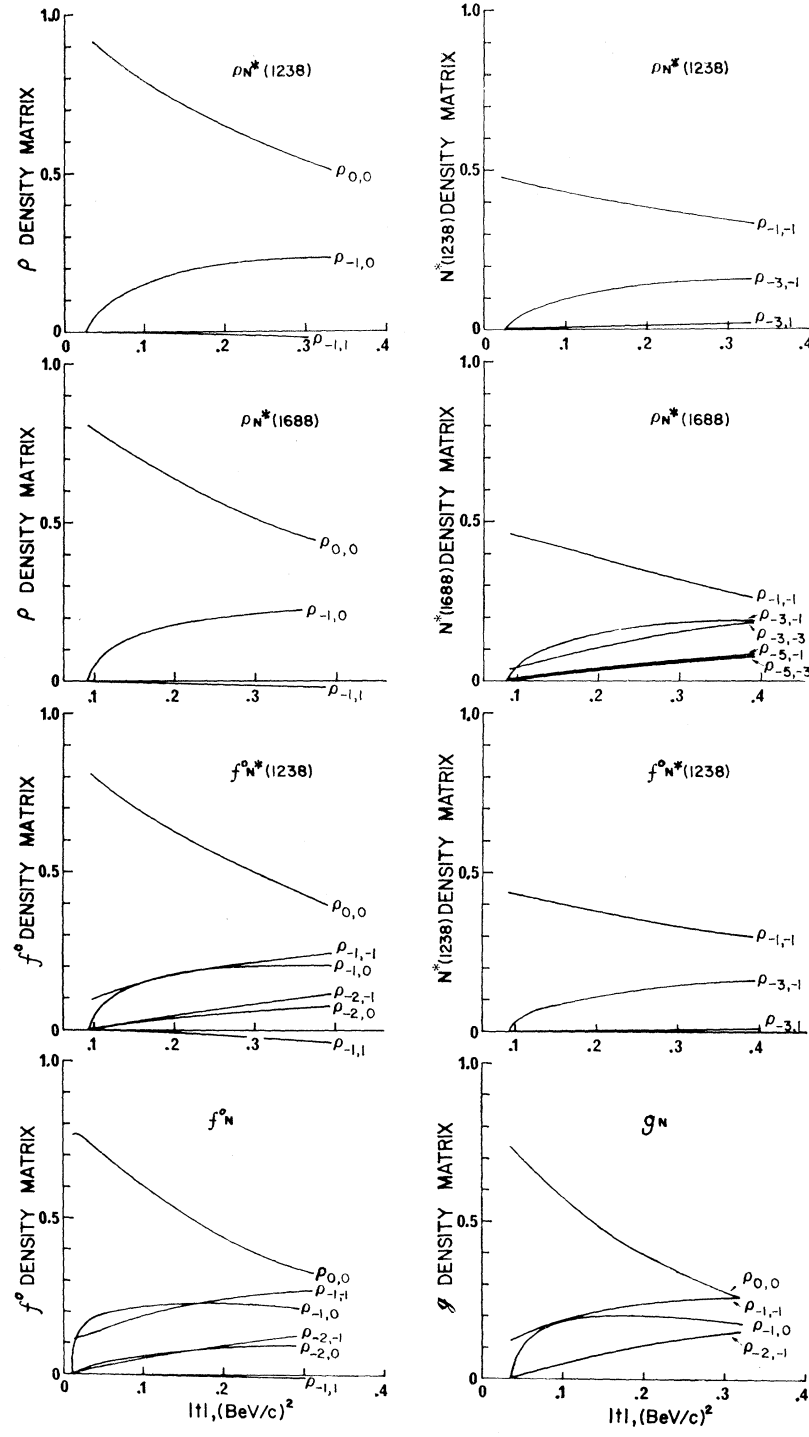 ρ DENSITY MATRIX
1.0
0.5
0
ρN*(1238)
ρ0,0
ρ-1,0
ρ-1,1
0 .1 .2 .3 .4
N*(1238) DENSITY MATRIX
1.0
0.5
0
ρN*(1238)
ρ-1,-1
ρ-3,-1
ρ-3,1
0 .1 .2 .3 .4
ρ DENSITY MATRIX
1.0
0.5
0
ρN*(1688)
ρ0,0
ρ-1,0
ρ-1,1
.1 .2 .3 .4
N*(1688) DENSITY MATRIX
1.0
0.5
0
ρN*(1688)
ρ-1,-1
ρ-3,-1
ρ-3,-3
ρ-5,-1
ρ-5,-3
.1 .2 .3 .4
f° DENSITY MATRIX
1.0
0.5
0
f°N*(1238)
ρ0,0
ρ-1,-1
ρ-1,0
ρ-2,-1
ρ-2,0
ρ-1,1
.1 .2 .3 .4
N*(1238) DENSITY MATRIX
1.0
0.5
0
f°N*(1238)
ρ-1,-1
ρ-3,-1
ρ-3,1
.1 .2 .3 .4
f° DENSITY MATRIX
1.0
0.5
0
f°N
ρ0,0
ρ-1,-1
ρ-1,0
ρ-2,-1
ρ-2,0
ρ-1,1
0 .1 .2 .3 .4
|t|,(BeV/c)²
g DENSITY MATRIX
1.0
0.5
0
gN
ρ0,0
ρ-1,-1
ρ-1,0
ρ-2,-1
0 .1 .2 .3 .4
|t|,(BeV/c)²